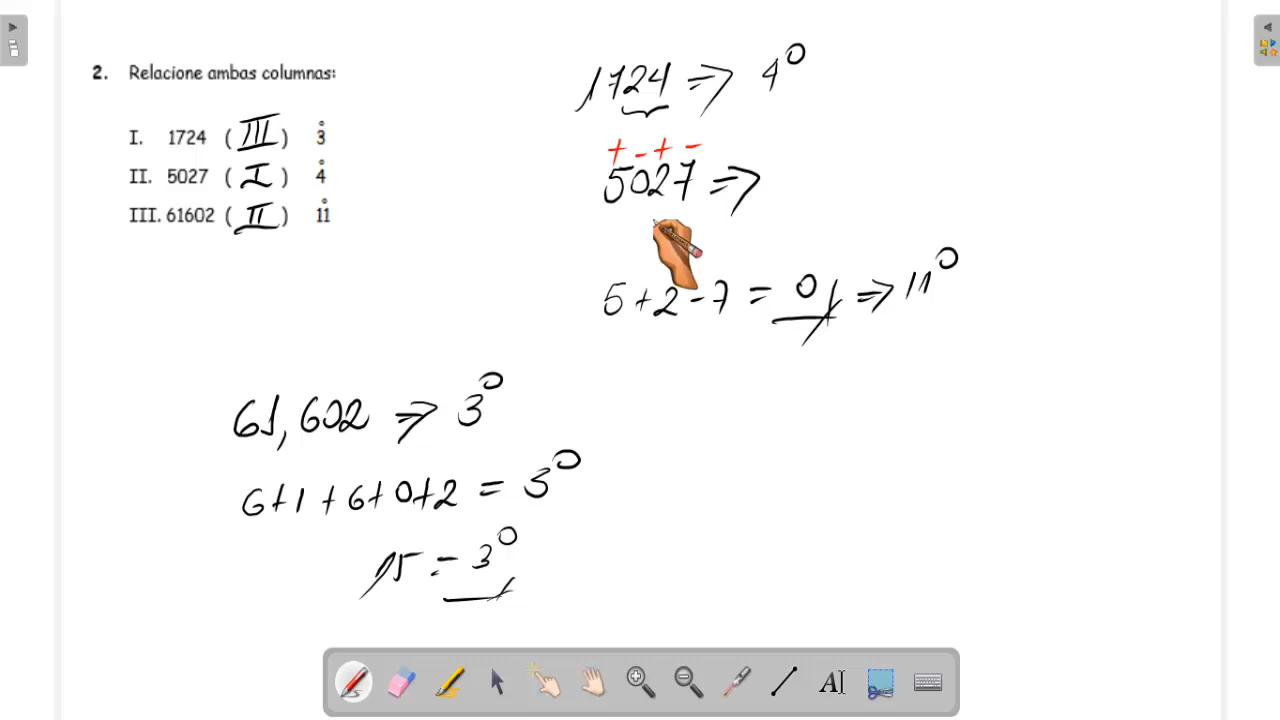 2. Relacione ambas columnas:
I. 1724 ( III ) 3°
II. 5027 ( I ) 4°
III. 61602 ( II ) 11°
1724 => 4°
+ - + -
5027 =>
5 + 2 - 7 = 0 => 11°
61,602 => 3°
6+1+6+0+2 = 3°
15 = 3°
AI